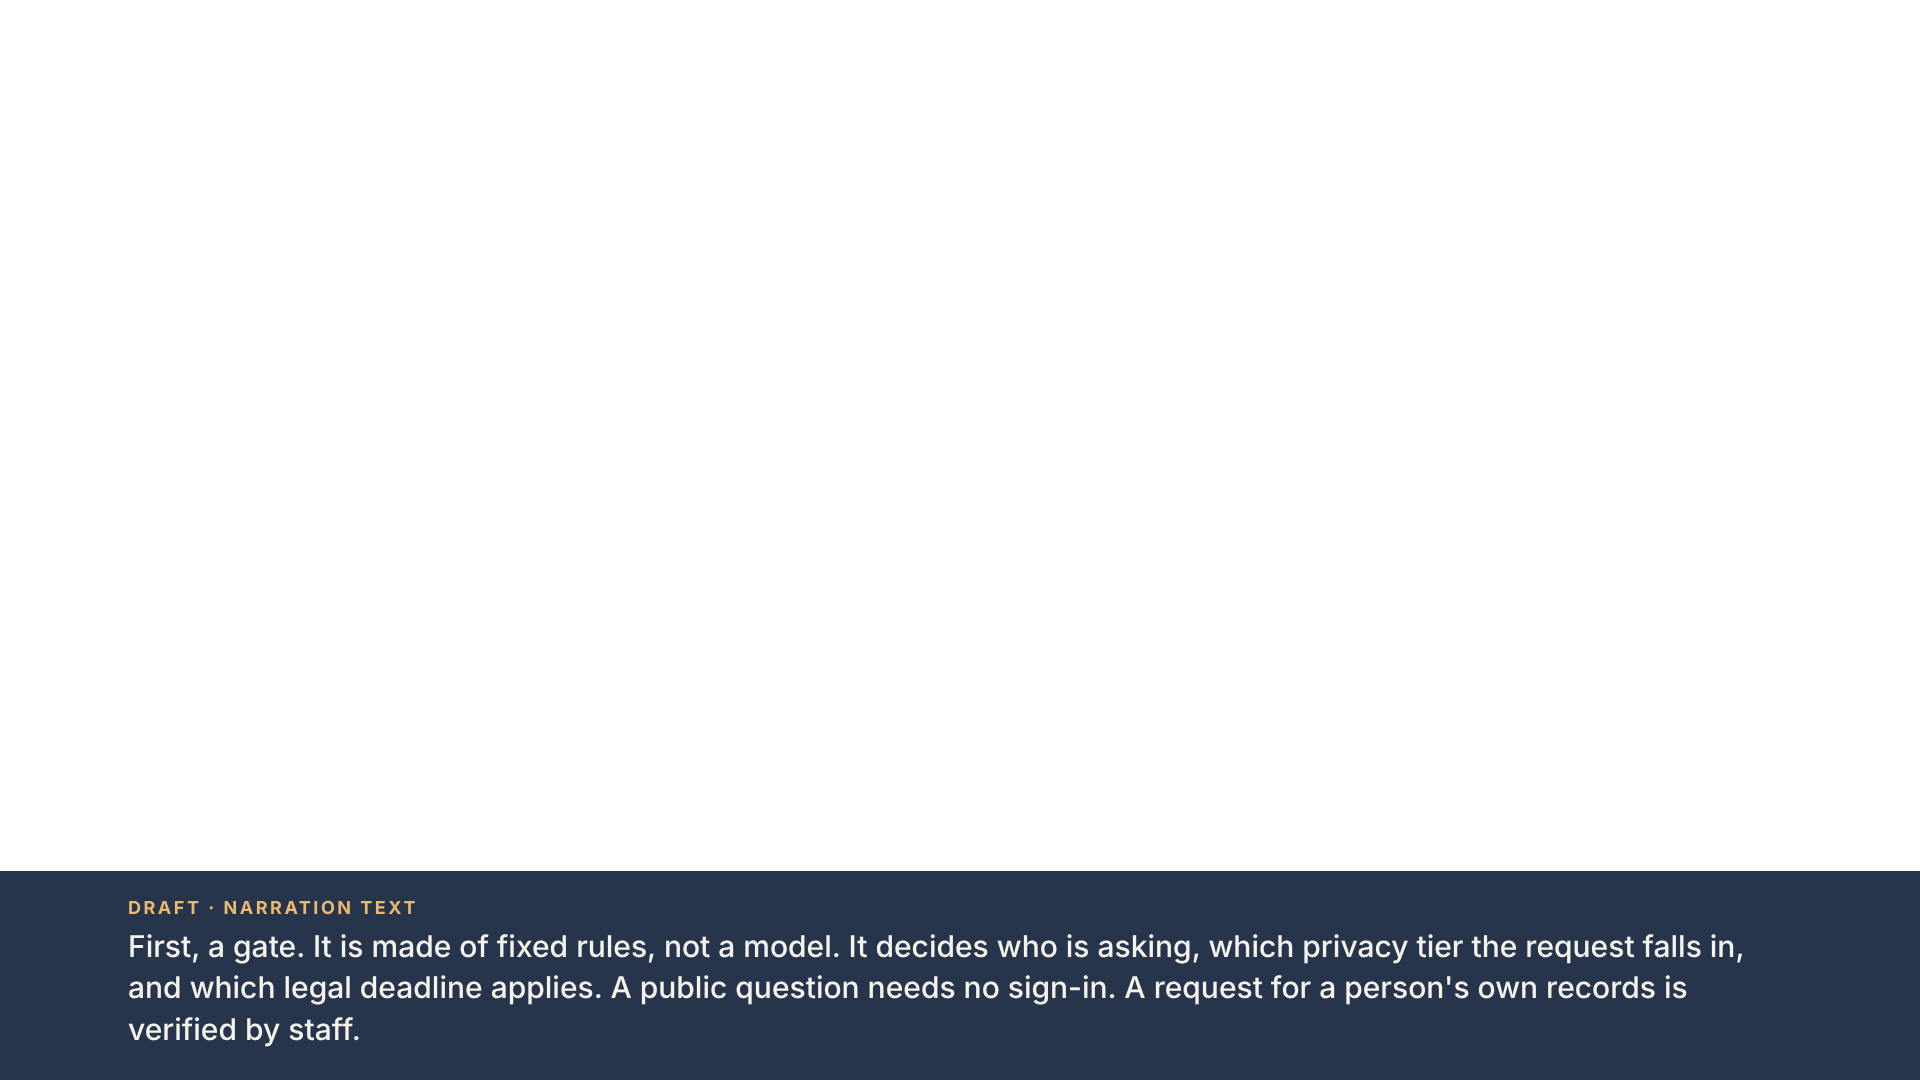 DRAFT · NARRATION TEXT
First, a gate. It is made of fixed rules, not a model. It decides who is asking, which privacy tier the request falls in,
and which legal deadline applies. A public question needs no sign-in. A request for a person's own records is
verified by staff.